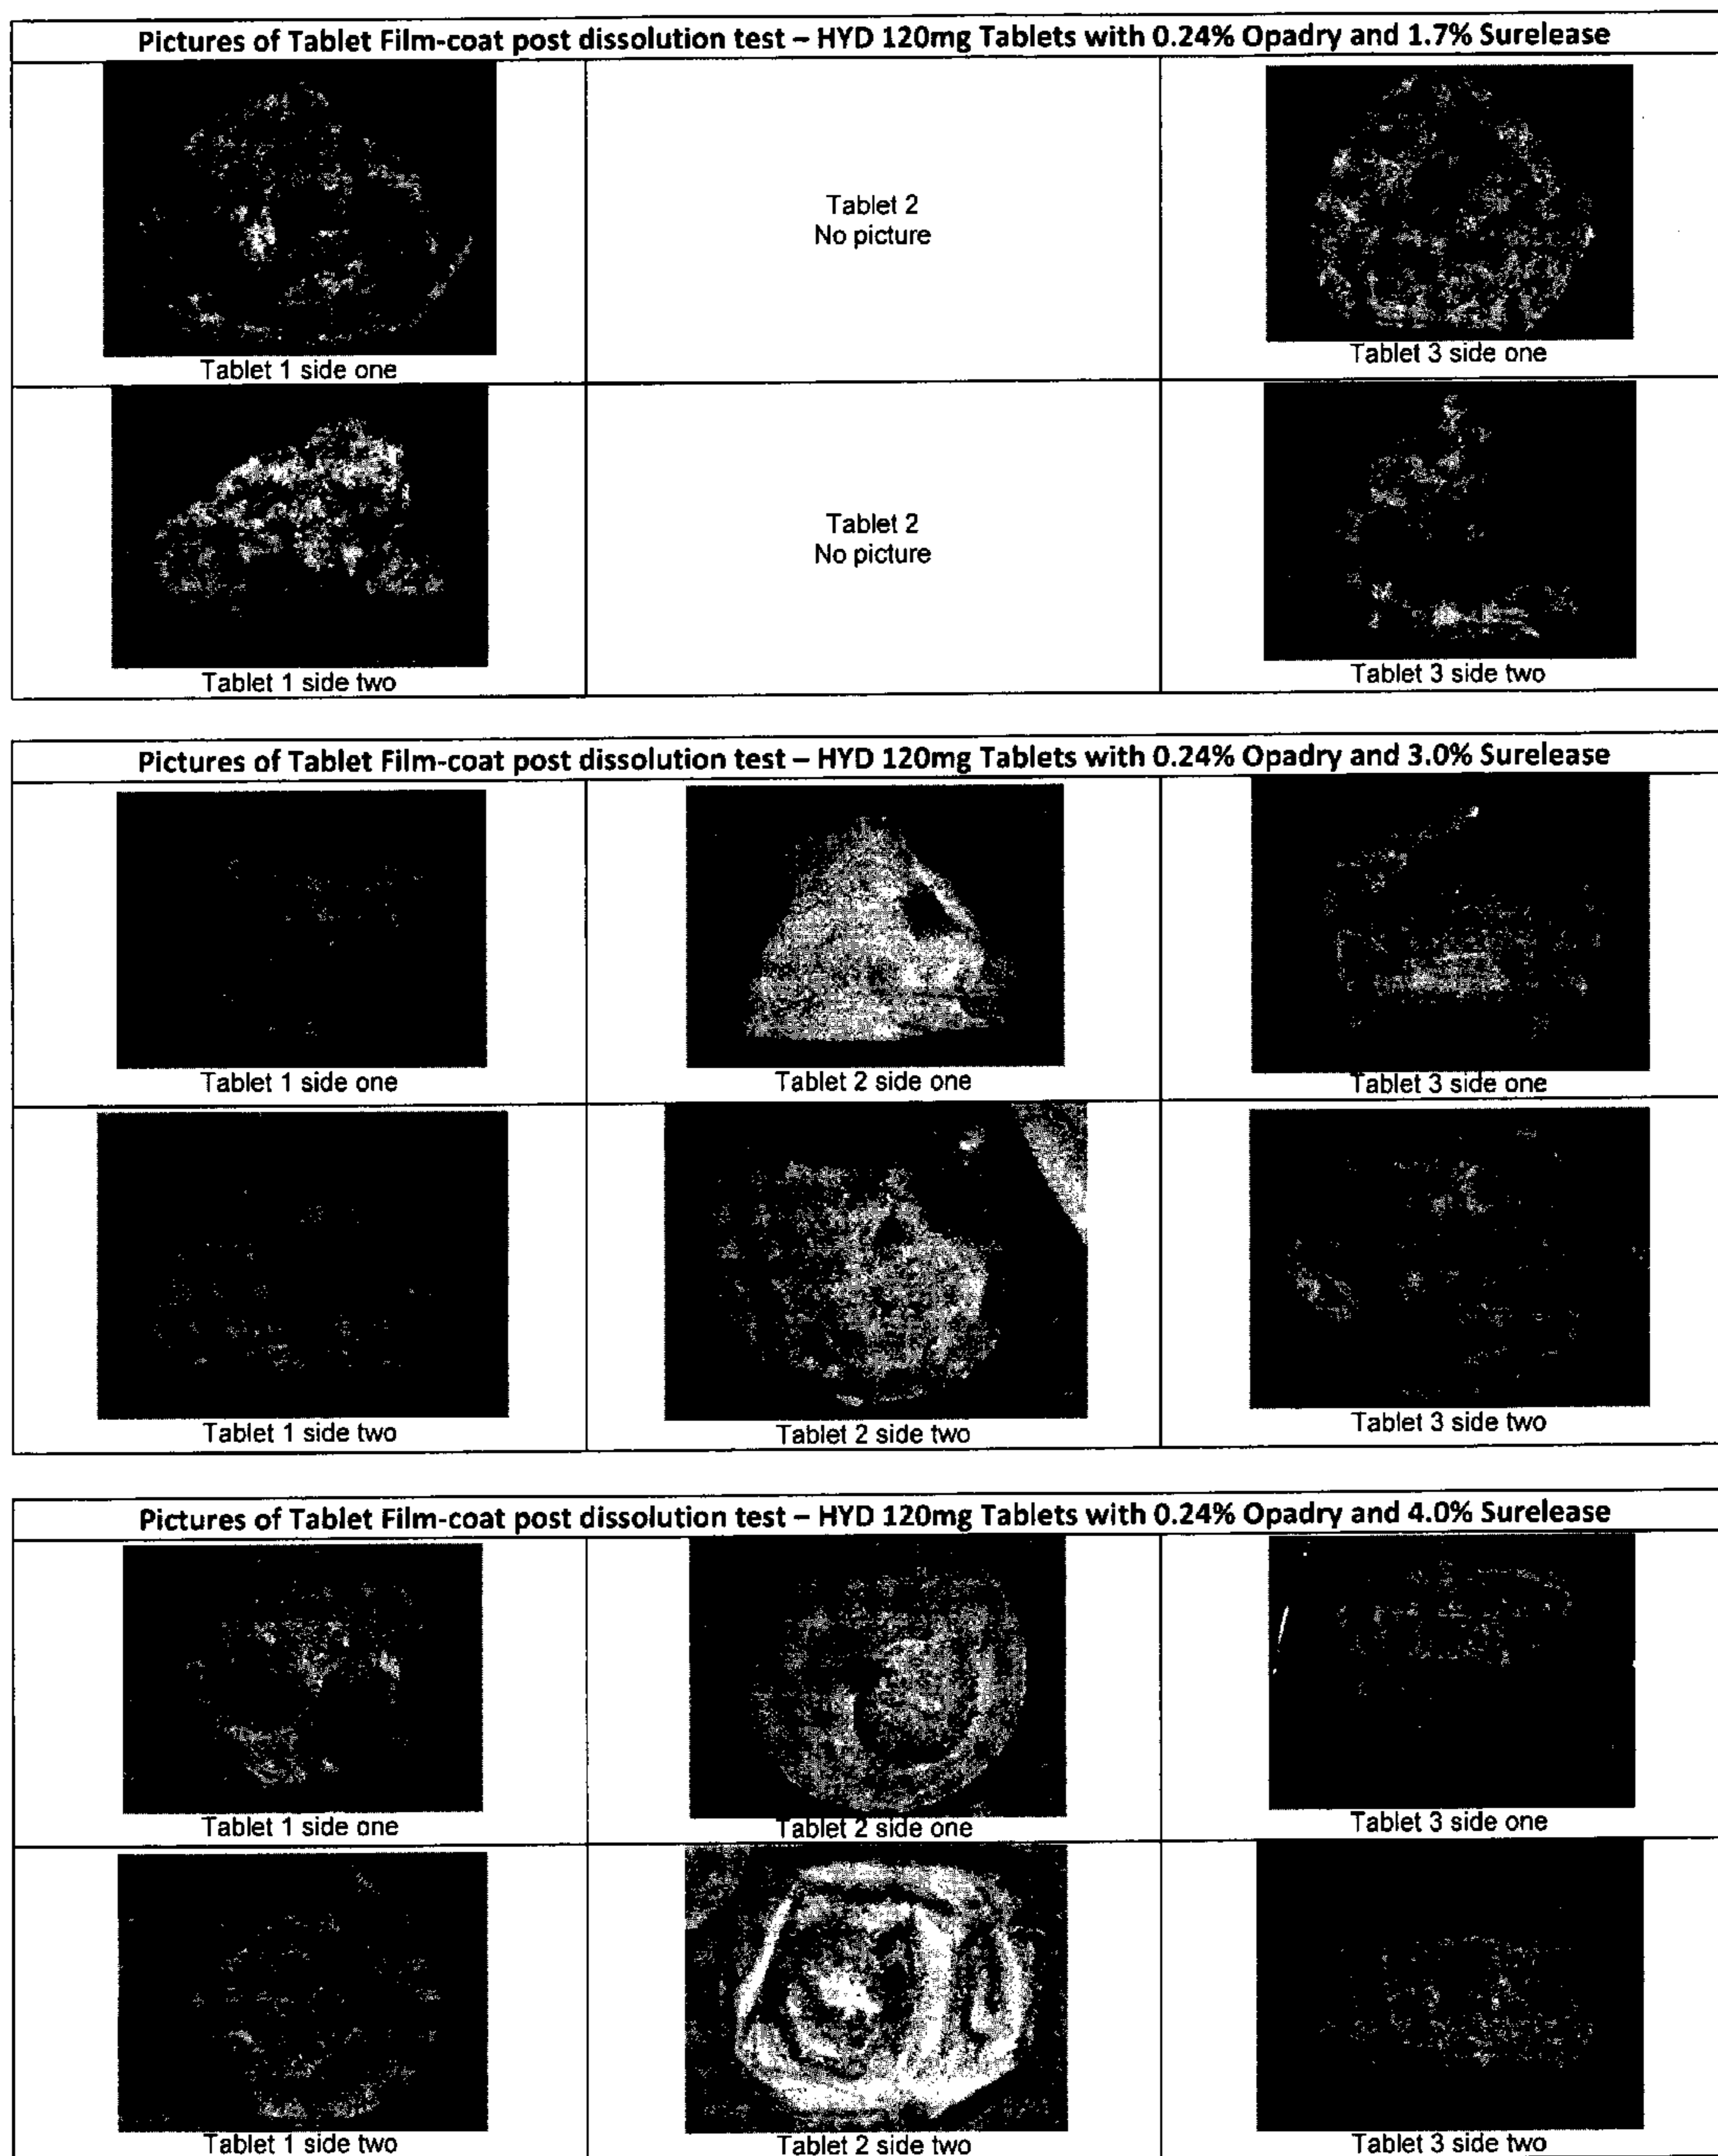 Pictures of Tablet Film-coat post dissolution test – HYD 120mg Tablets with 0.24% Opadry and 1.7% Surelease
Tablet 1 side one
Tablet 2
No picture
Tablet 3 side one
Tablet 1 side two
Tablet 2
No picture
Tablet 3 side two
Pictures of Tablet Film-coat post dissolution test – HYD 120mg Tablets with 0.24% Opadry and 3.0% Surelease
Tablet 1 side one
Tablet 2 side one
Tablet 3 side one
Tablet 1 side two
Tablet 2 side two
Tablet 3 side two
Pictures of Tablet Film-coat post dissolution test – HYD 120mg Tablets with 0.24% Opadry and 4.0% Surelease
Tablet 1 side one
Tablet 2 side one
Tablet 3 side one
Tablet 1 side two
Tablet 2 side two
Tablet 3 side two